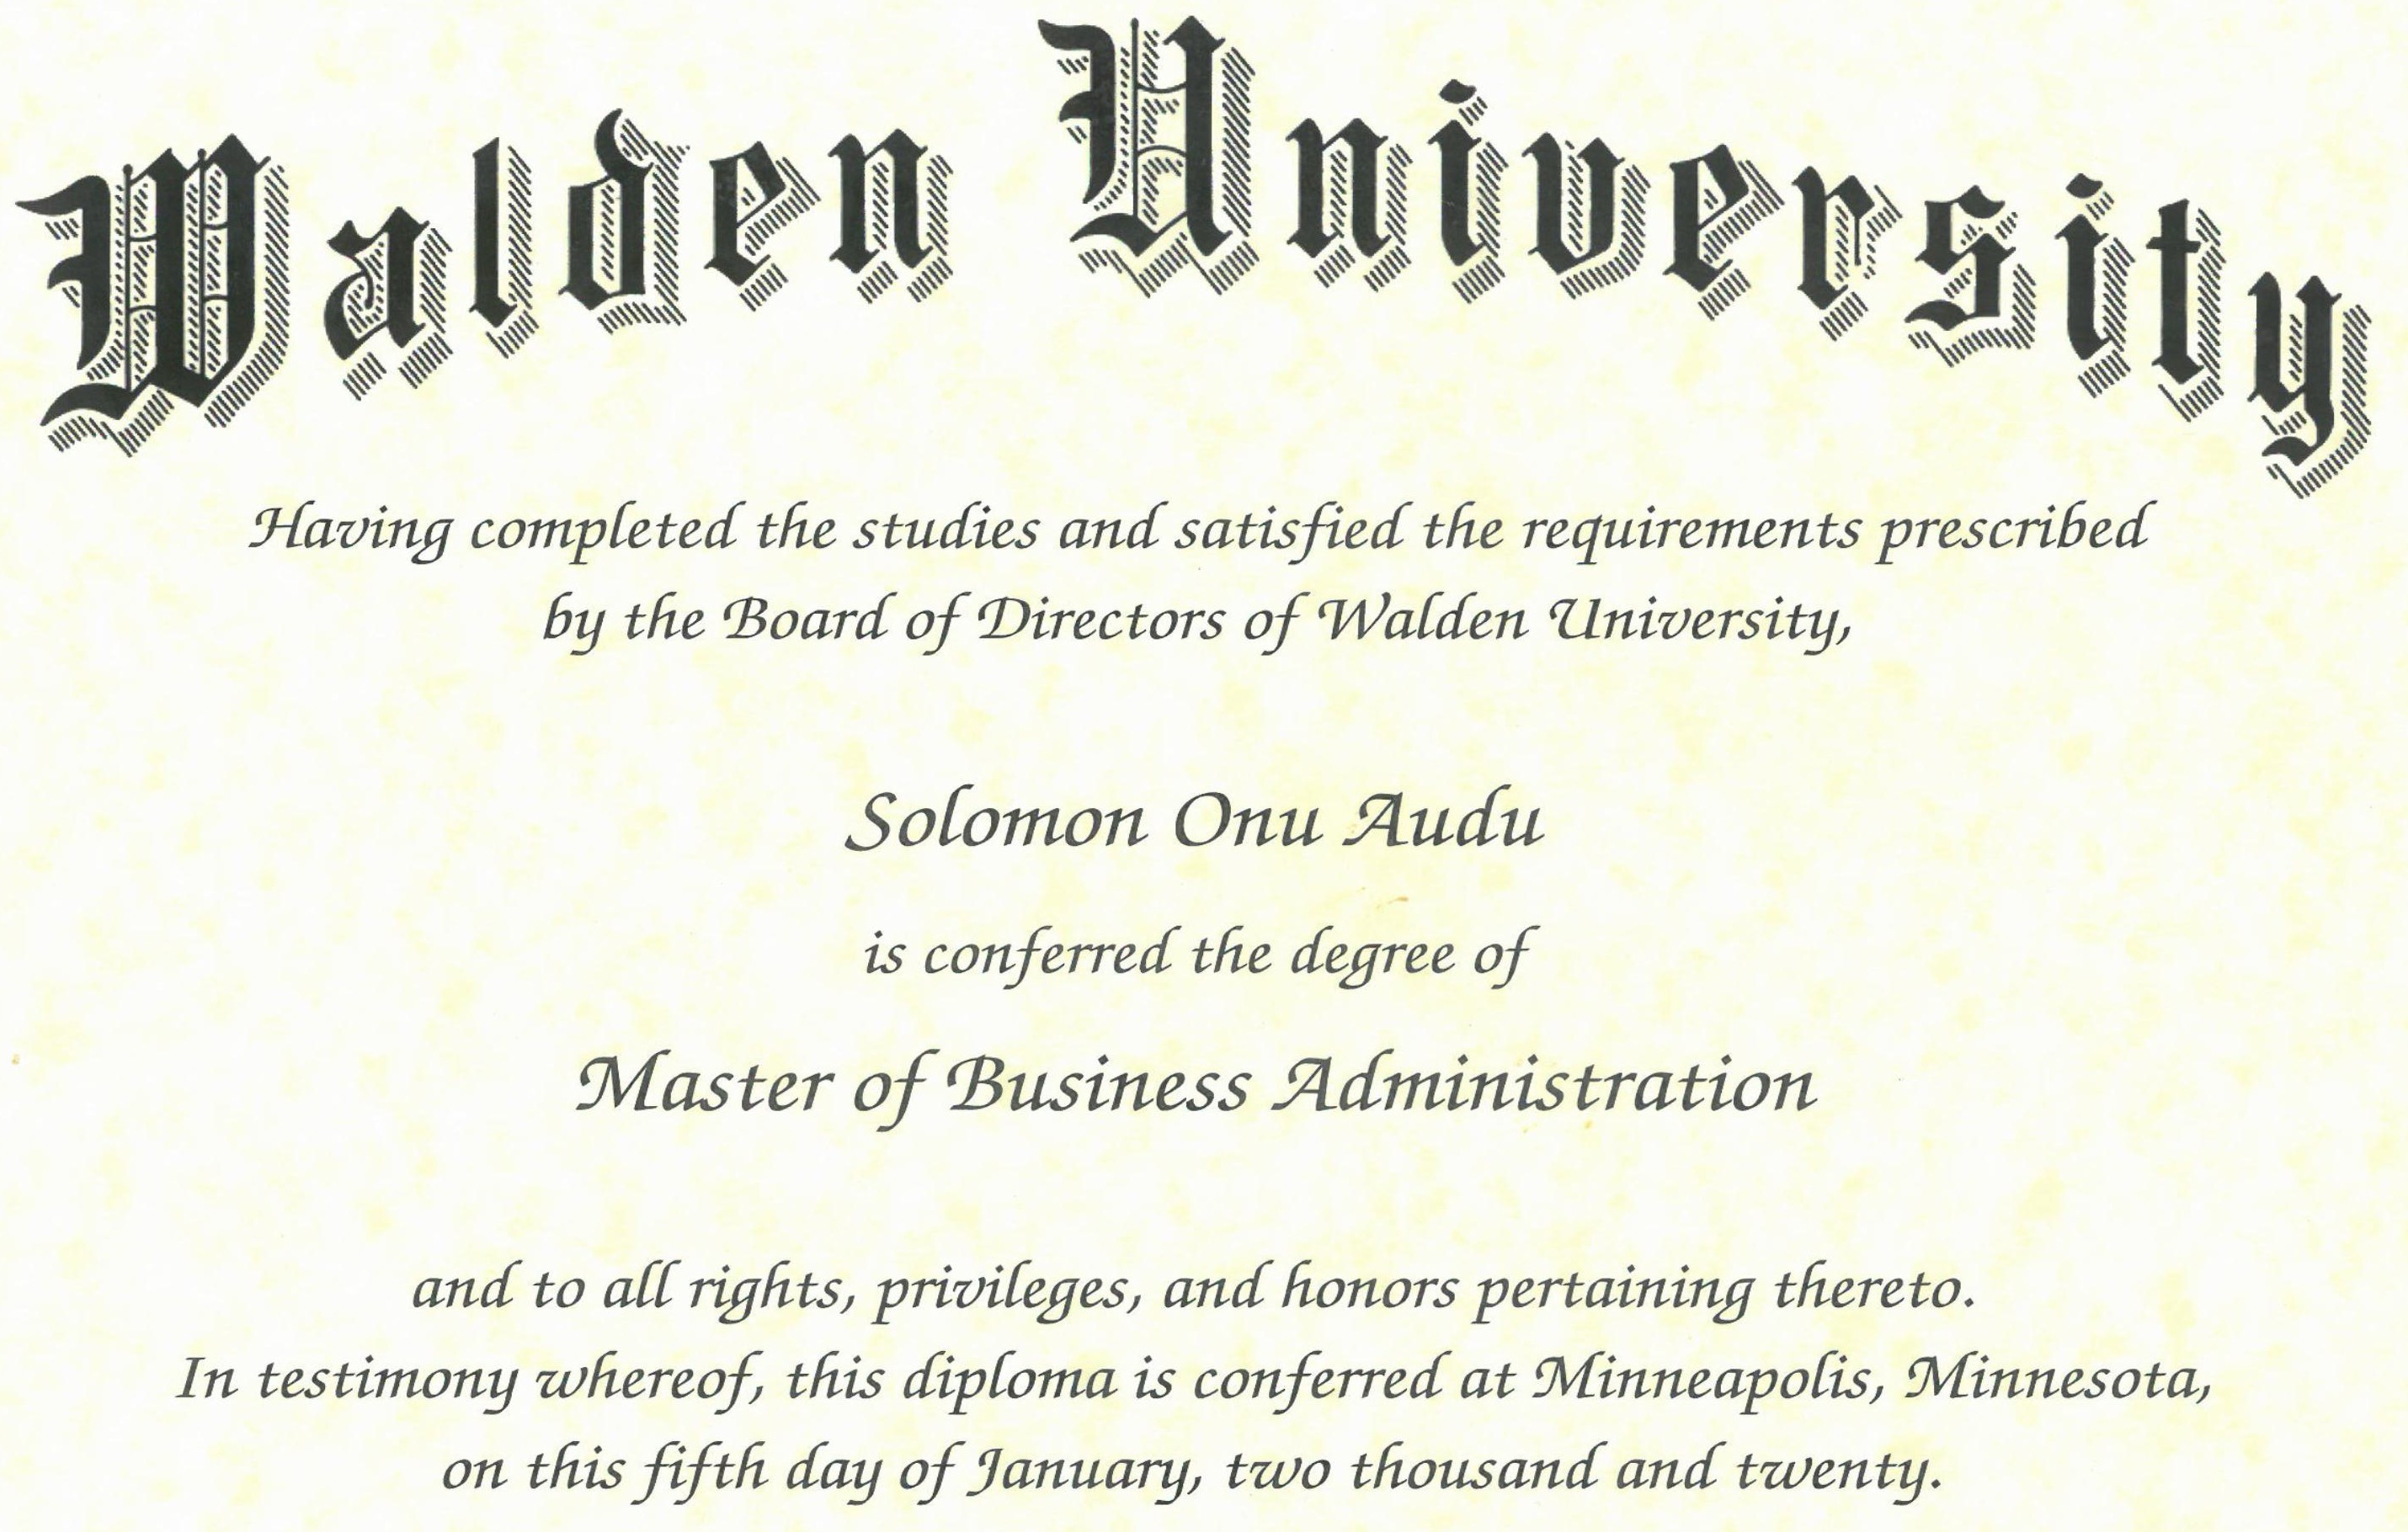 Walden University
Having completed the studies and satisfied the requirements prescribed
by the Board of Directors of Walden University,
Solomon Onu Audu
is conferred the degree of
Master of Business Administration
and to all rights, privileges, and honors pertaining thereto.
In testimony whereof, this diploma is conferred at Minneapolis, Minnesota,
on this fifth day of January, two thousand and twenty.